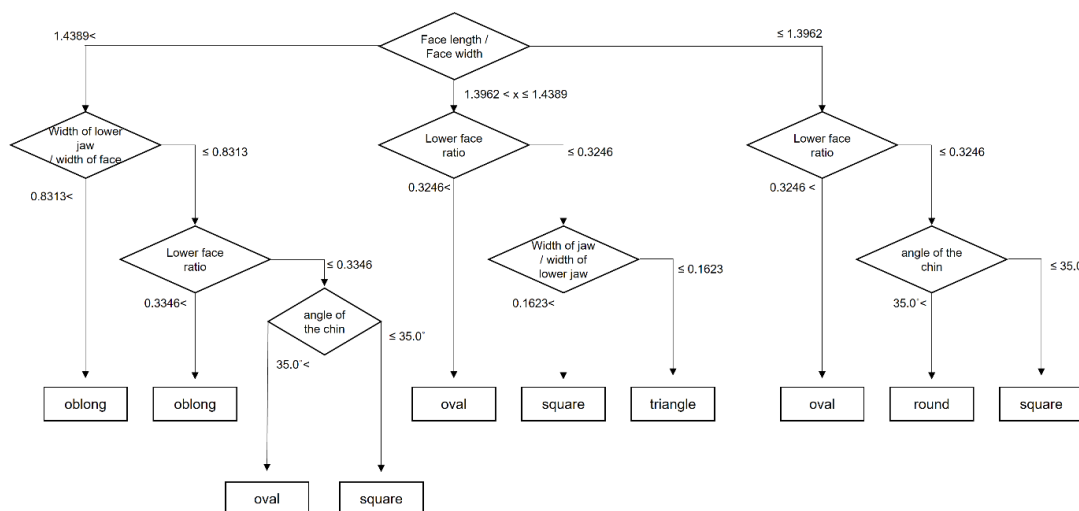 1.4389<
Face length /
Face width
≤ 1.3962
1.3962 < x ≤ 1.4389
Width of lower
jaw
/ width of face
≤ 0.8313
0.8313<
Lower face
ratio
≤ 0.3246
0.3246<
Lower face
ratio
≤ 0.3246
0.3246 <
Lower face
ratio
≤ 0.3346
0.3346<
Width of jaw
/ width of
lower jaw
≤ 0.1623
0.1623<
angle of the
chin
≤ 35.0
35.0˚<
angle of
the chin
≤ 35.0˚
35.0˚<
oblong
oblong
oval
square
triangle
oval
round
square
oval
square